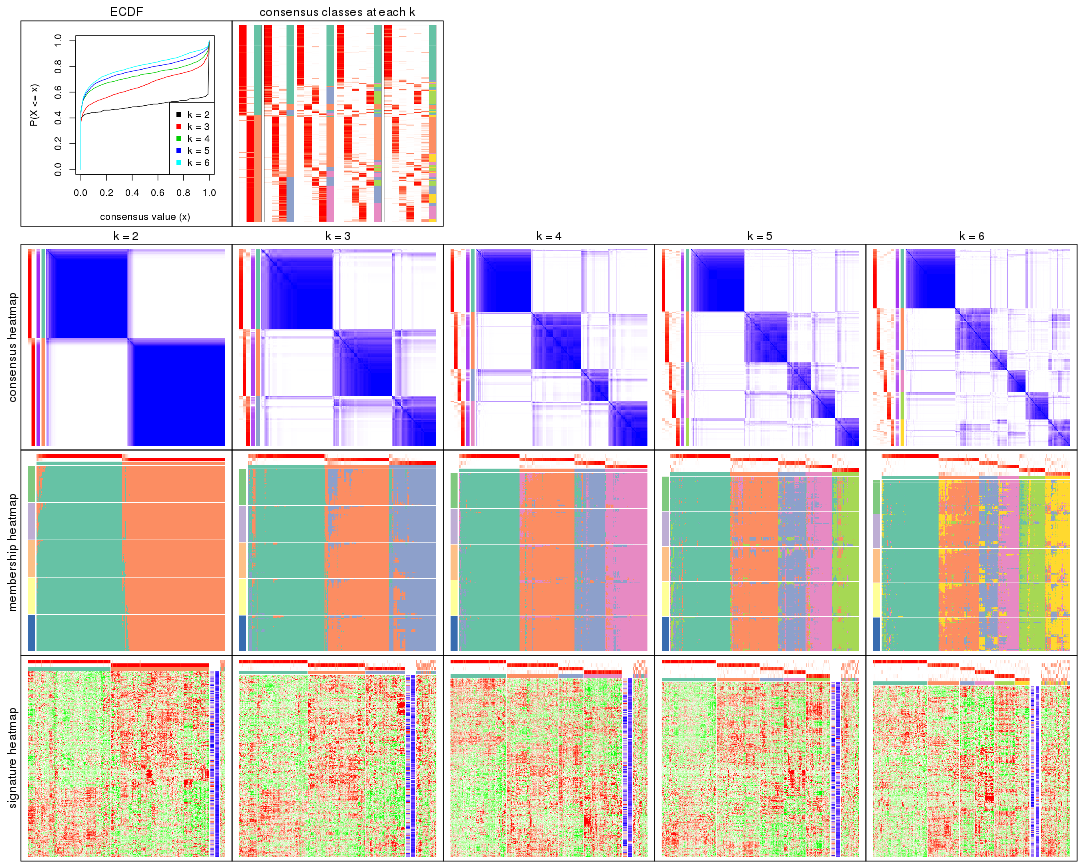 ECDF
consensus classes at each k
P(X <= x)
1.0
0.8
0.6
0.4
0.2
0.0
k = 2
k = 3
k = 4
k = 5
k = 6
0.0 0.2 0.4 0.6 0.8 1.0
consensus value (x)
k = 2
k = 3
k = 4
k = 5
k = 6
consensus heatmap
membership heatmap
signature heatmap